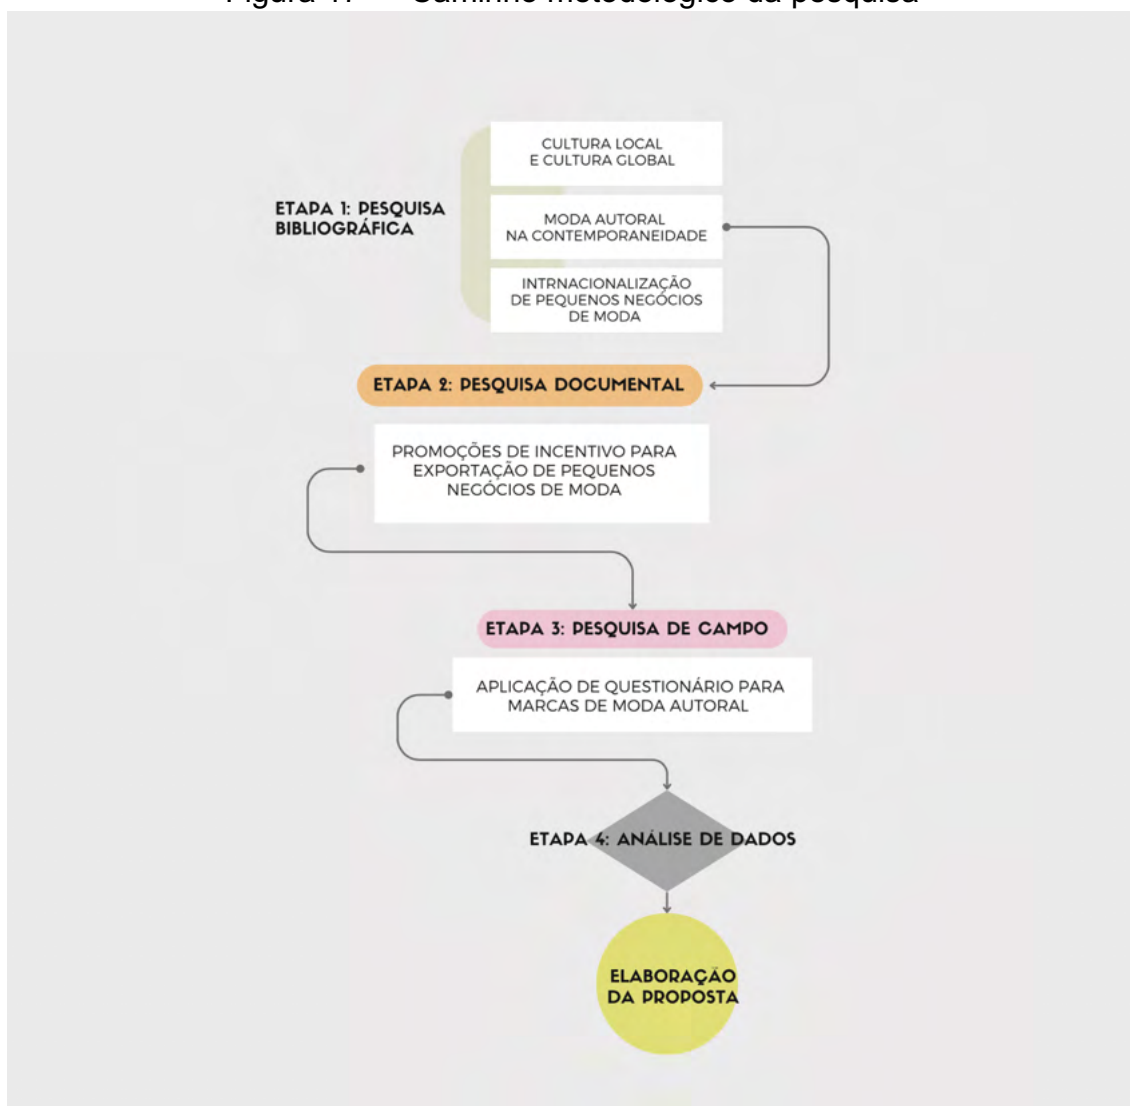 Caminho metodológico da pesquisa
ETAPA 1: PESQUISA
BIBLIOGRÁFICA
CULTURA LOCAL
E CULTURA GLOBAL
MODA AUTORAL
NA CONTEMPORANEIDADE
INTRNACIONALIZAÇÃO
DE PEQUENOS NEGÓCIOS
DE MODA
ETAPA 2: PESQUISA DOCUMENTAL
PROMOÇÕES DE INCENTIVO PARA
EXPORTAÇÃO DE PEQUENOS
NEGÓCIOS DE MODA
ETAPA 3: PESQUISA DE CAMPO
APLICAÇÃO DE QUESTIONÁRIO PARA
MARCAS DE MODA AUTORAL
ETAPA 4: ANÁLISE DE DADOS
ELABORAÇÃO
DA PROPOSTA